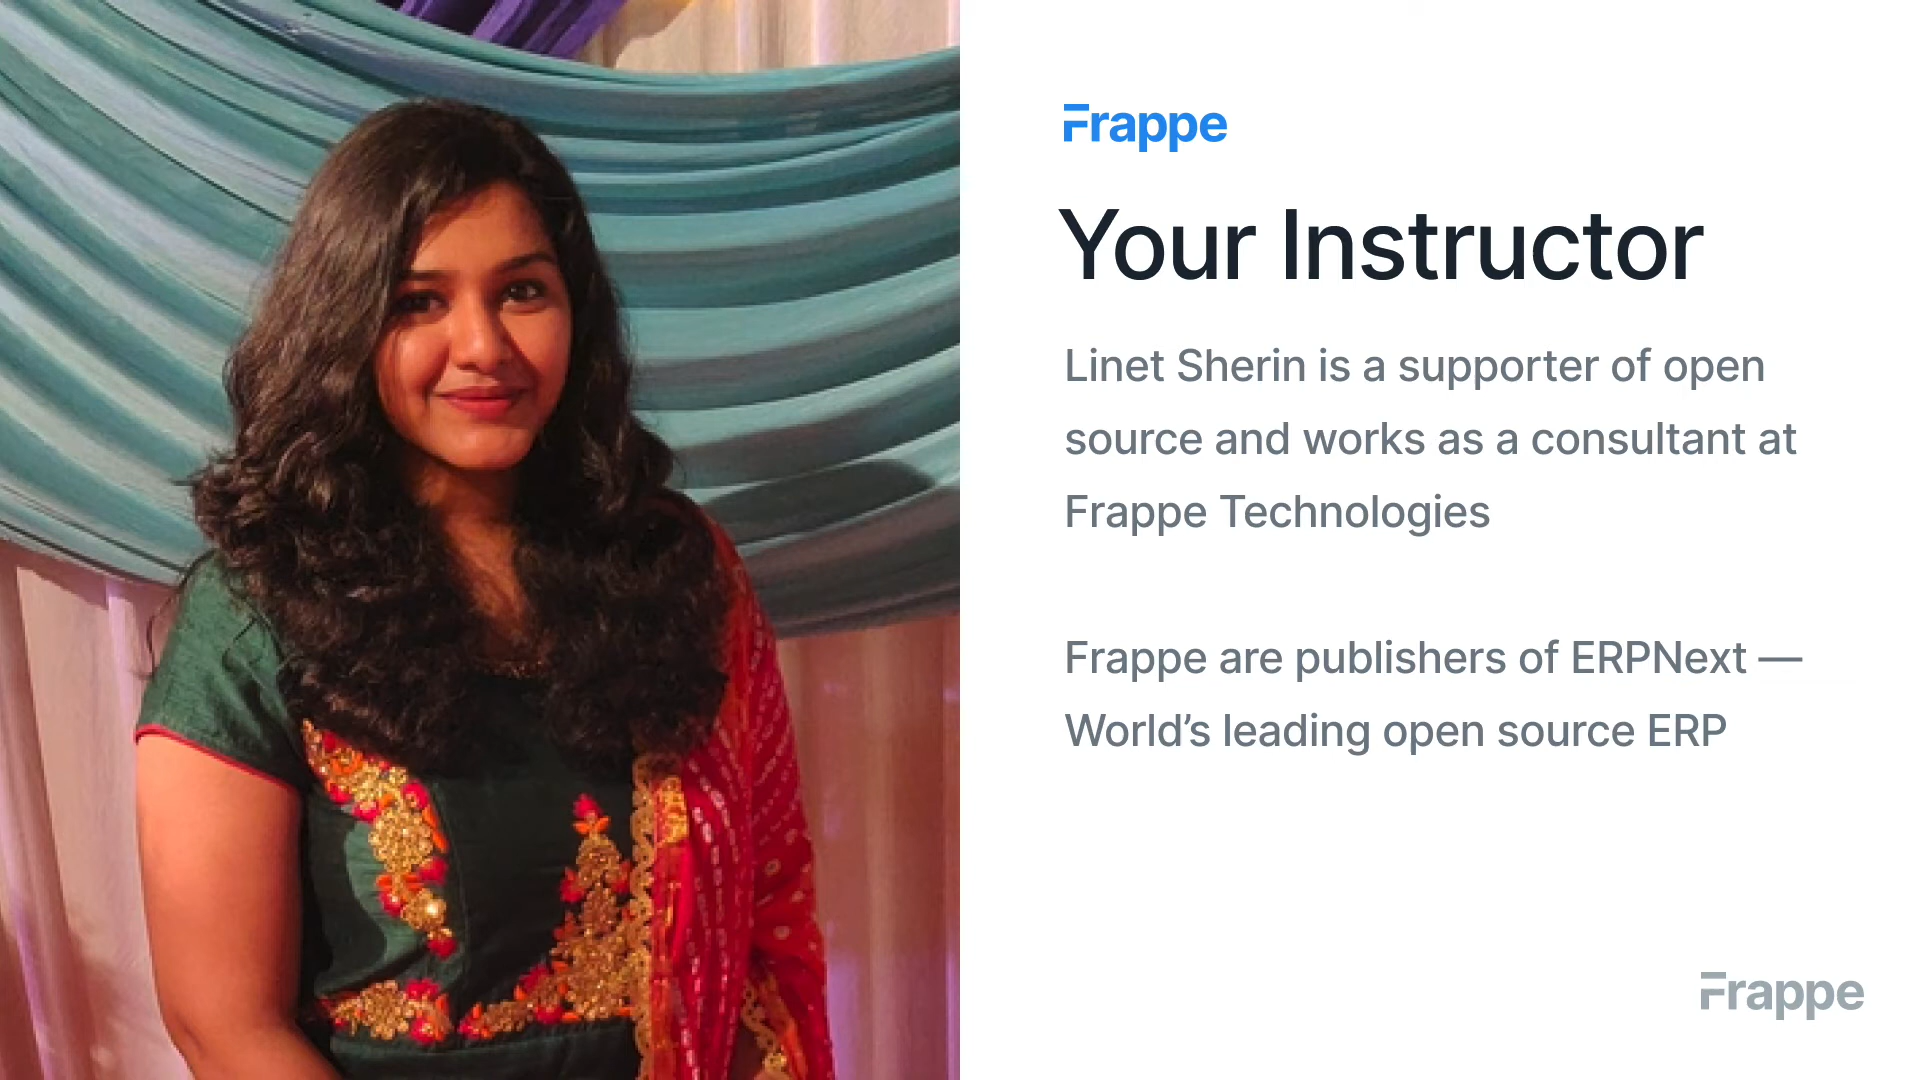 Frappe
Your Instructor
Linet Sherin is a supporter of open
source and works as a consultant at
Frappe Technologies
Frappe are publishers of ERPNext —
World’s leading open source ERP
Frappe